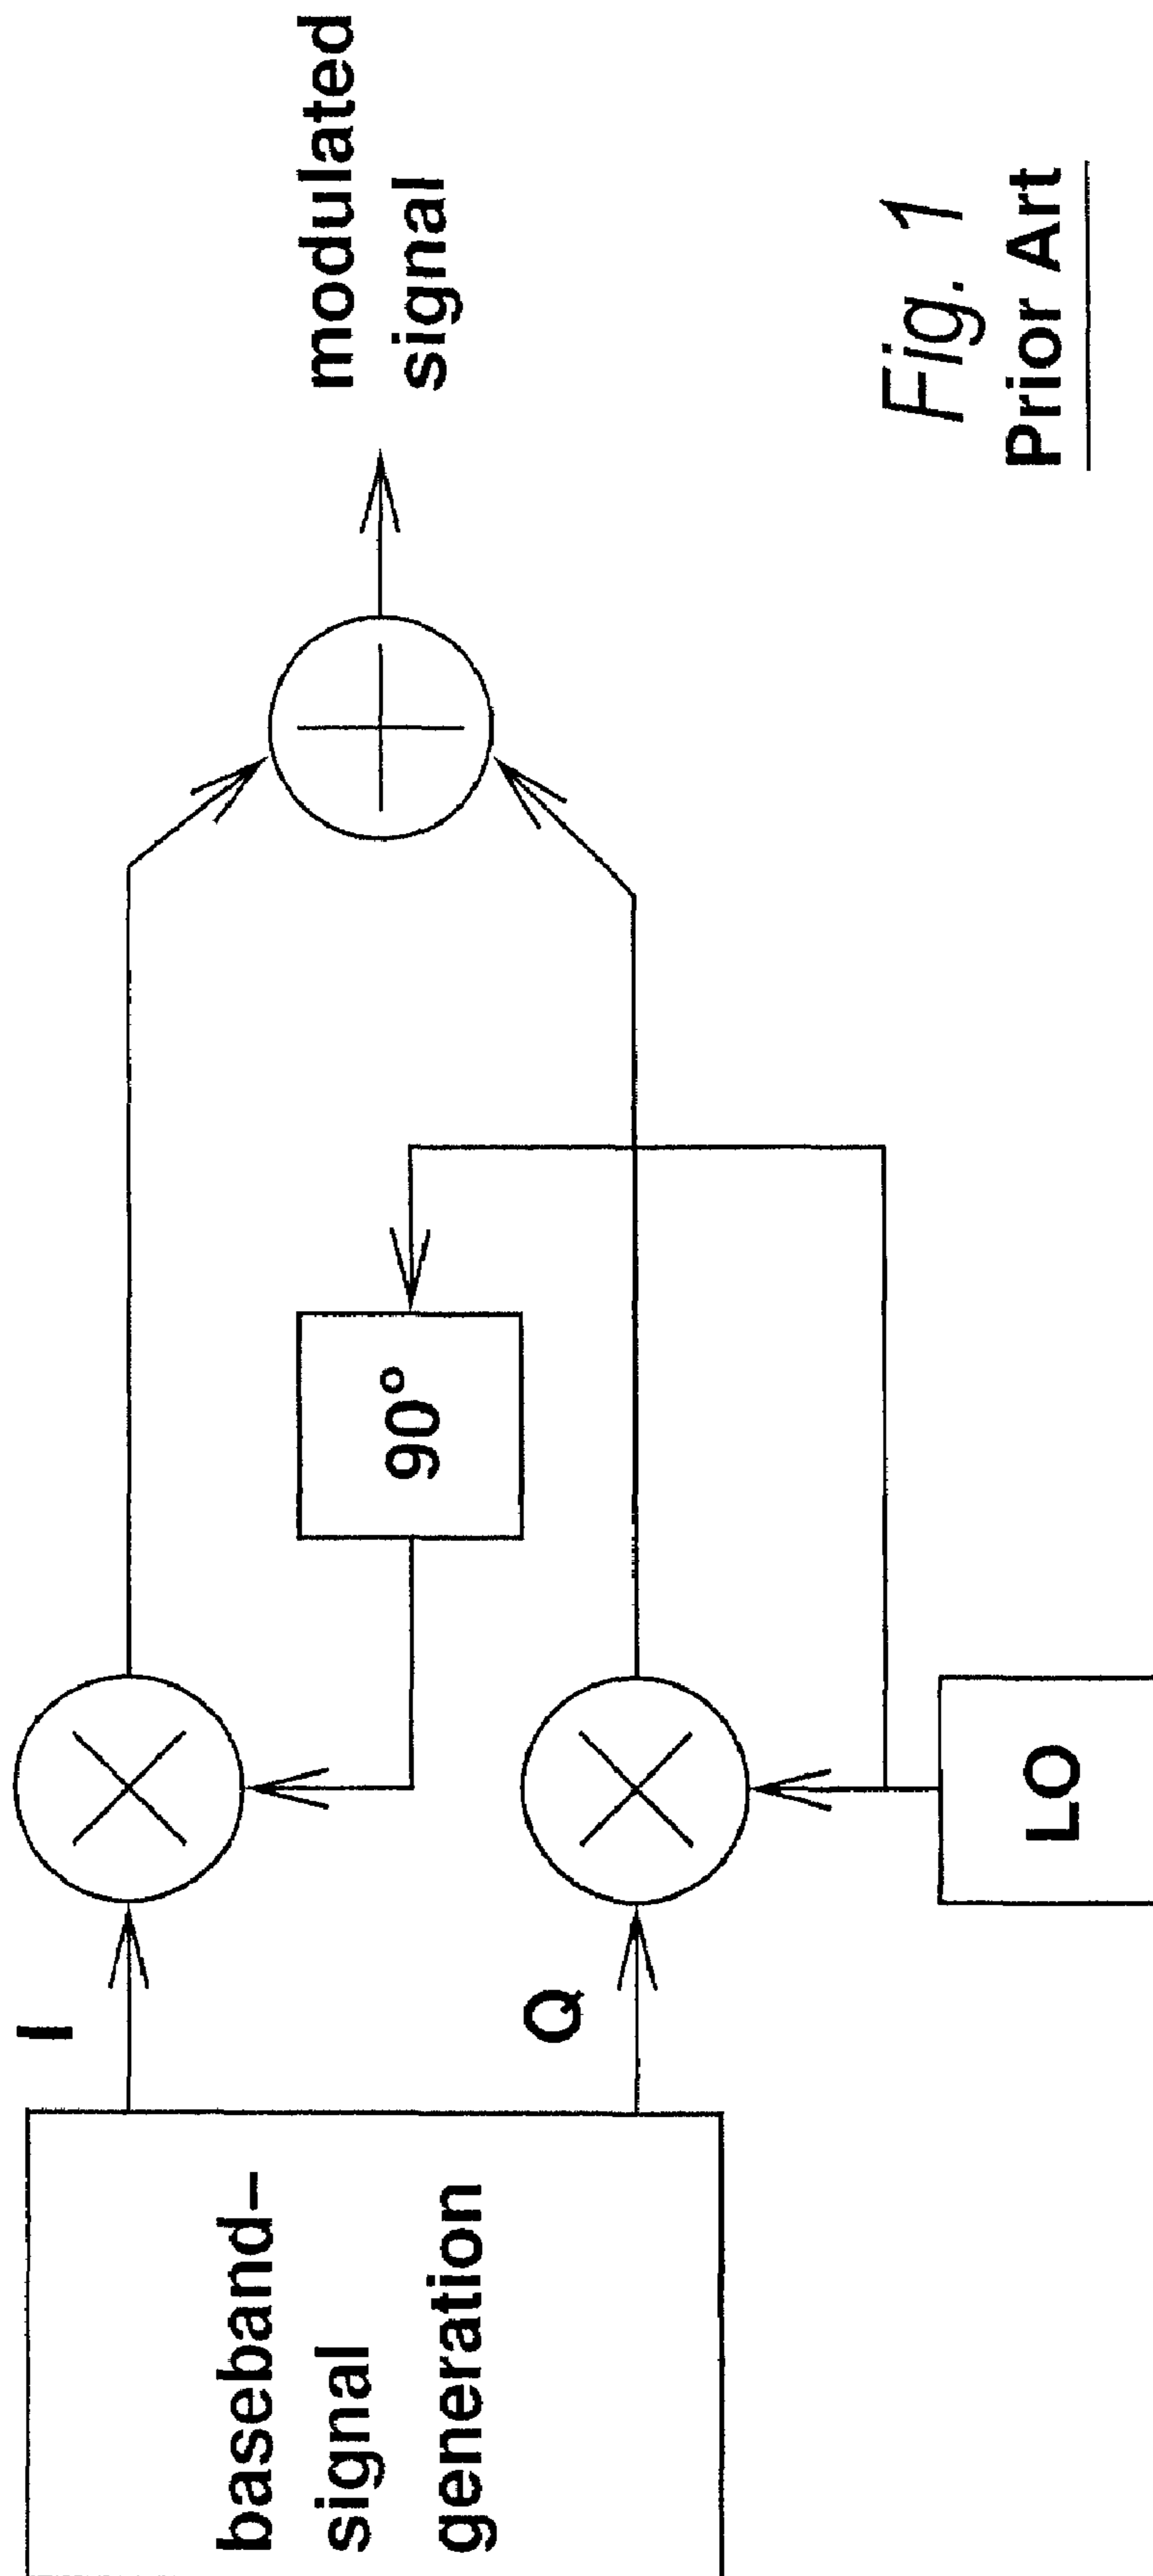 baseband–
signal
generation
I
Q
LO
90°
modulated
signal
Fig. 1
Prior Art